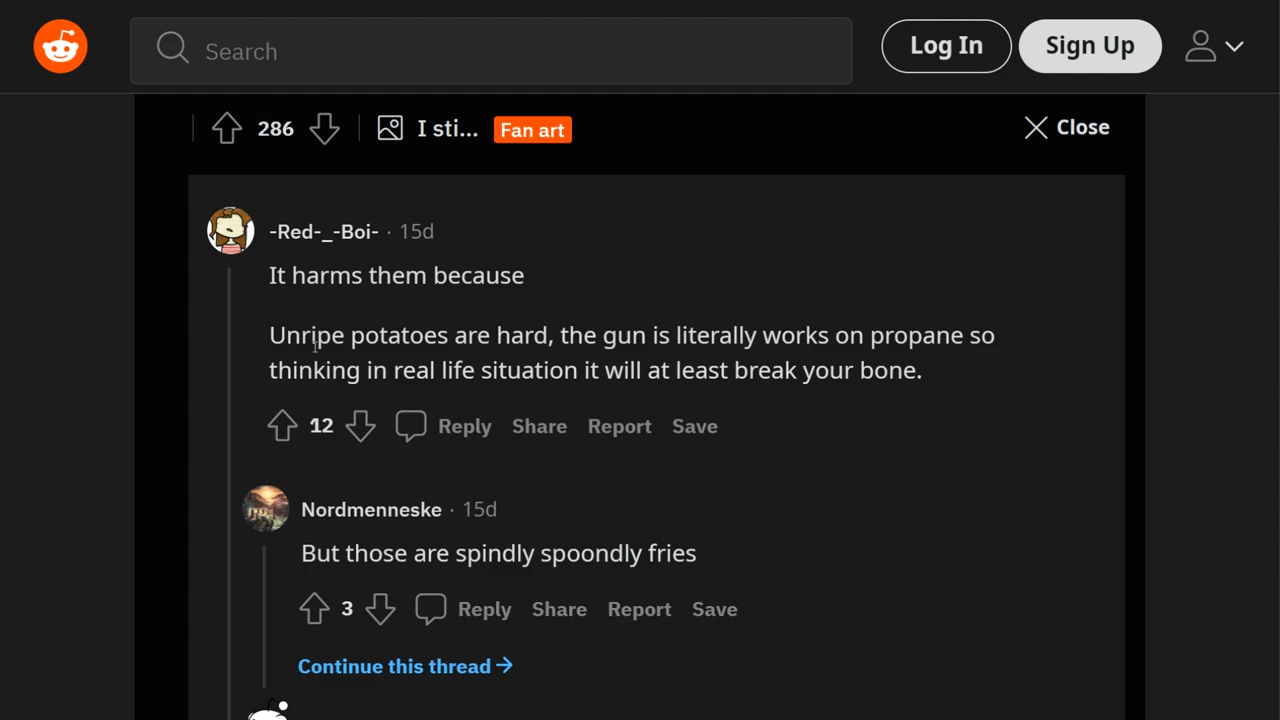 Search
Log In
Sign Up
286
I sti...
Fan art
Close
-Red-_-Boi- · 15d
It harms them because
Unripe potatoes are hard, the gun is literally works on propane so
thinking in real life situation it will at least break your bone.
12
Reply
Share
Report
Save
Nordmenneske · 15d
But those are spindly spoondly fries
3
Reply
Share
Report
Save
Continue this thread